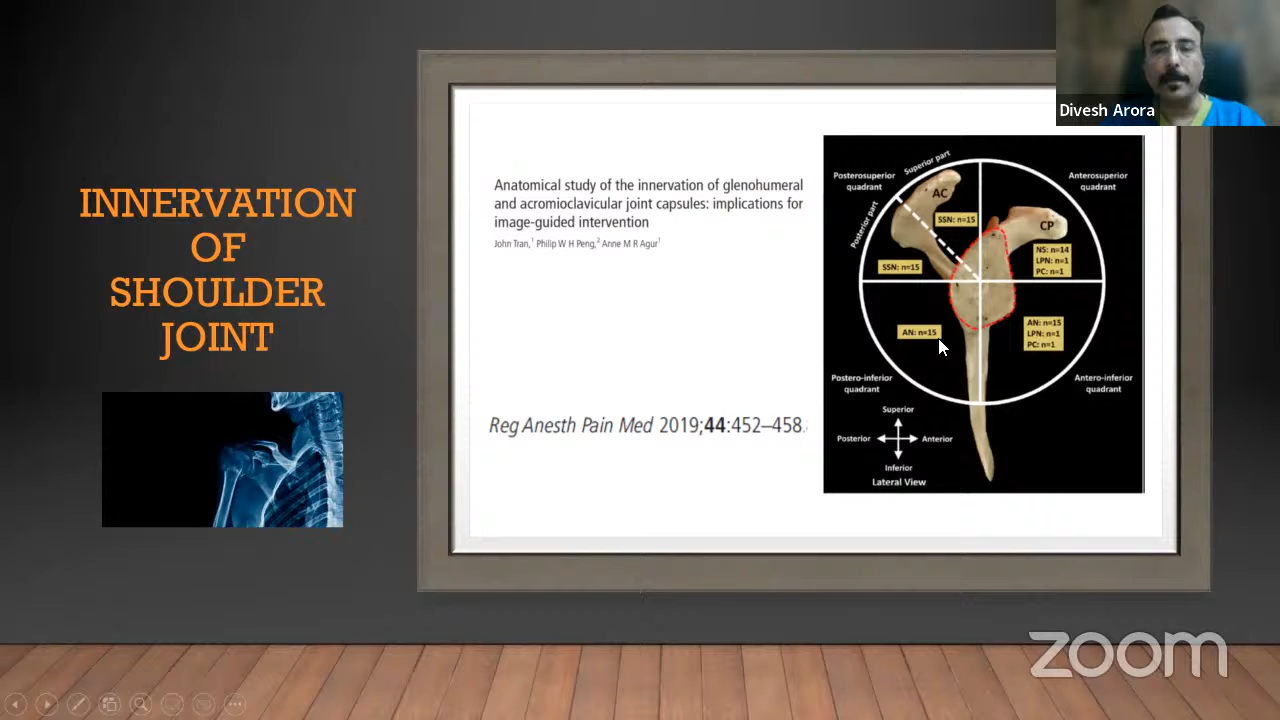 INNERVATION
OF
SHOULDER
JOINT
Anatomical study of the innervation of glenohumeral
and acromioclavicular joint capsules: implications for
image-guided intervention
John Tran,1 Philip W H Peng,2 Anne M R Agur1
Reg Anesth Pain Med 2019;44:452–458.
Posterosuperior
quadrant
Superior part
Posterior part
Anterosuperior
quadrant
AC
CP
SSN: n=15
SSN: n=15
NS: n=14
LPN: n=1
PC: n=1
AN: n=15
AN: n=15
LPN: n=1
PC: n=1
Postero-inferior
quadrant
Antero-inferior
quadrant
Superior
Posterior
Anterior
Inferior
Lateral View
Divesh Arora
zoom